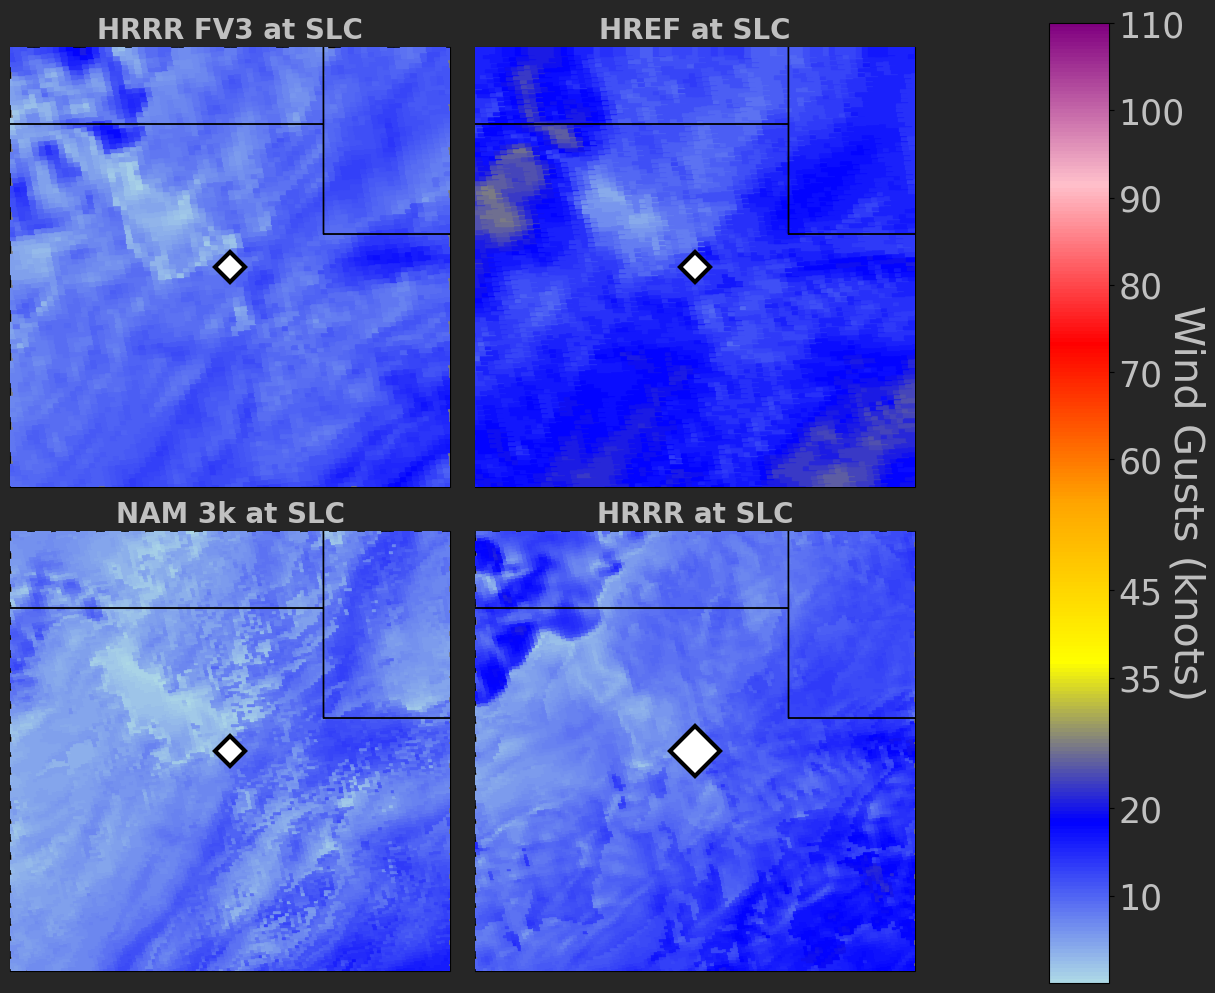 HRRR FV3 at SLC
HREF at SLC
NAM 3k at SLC
HRRR at SLC
110
100
90
80
70
60
45
35
20
10
Wind Gusts (knots)